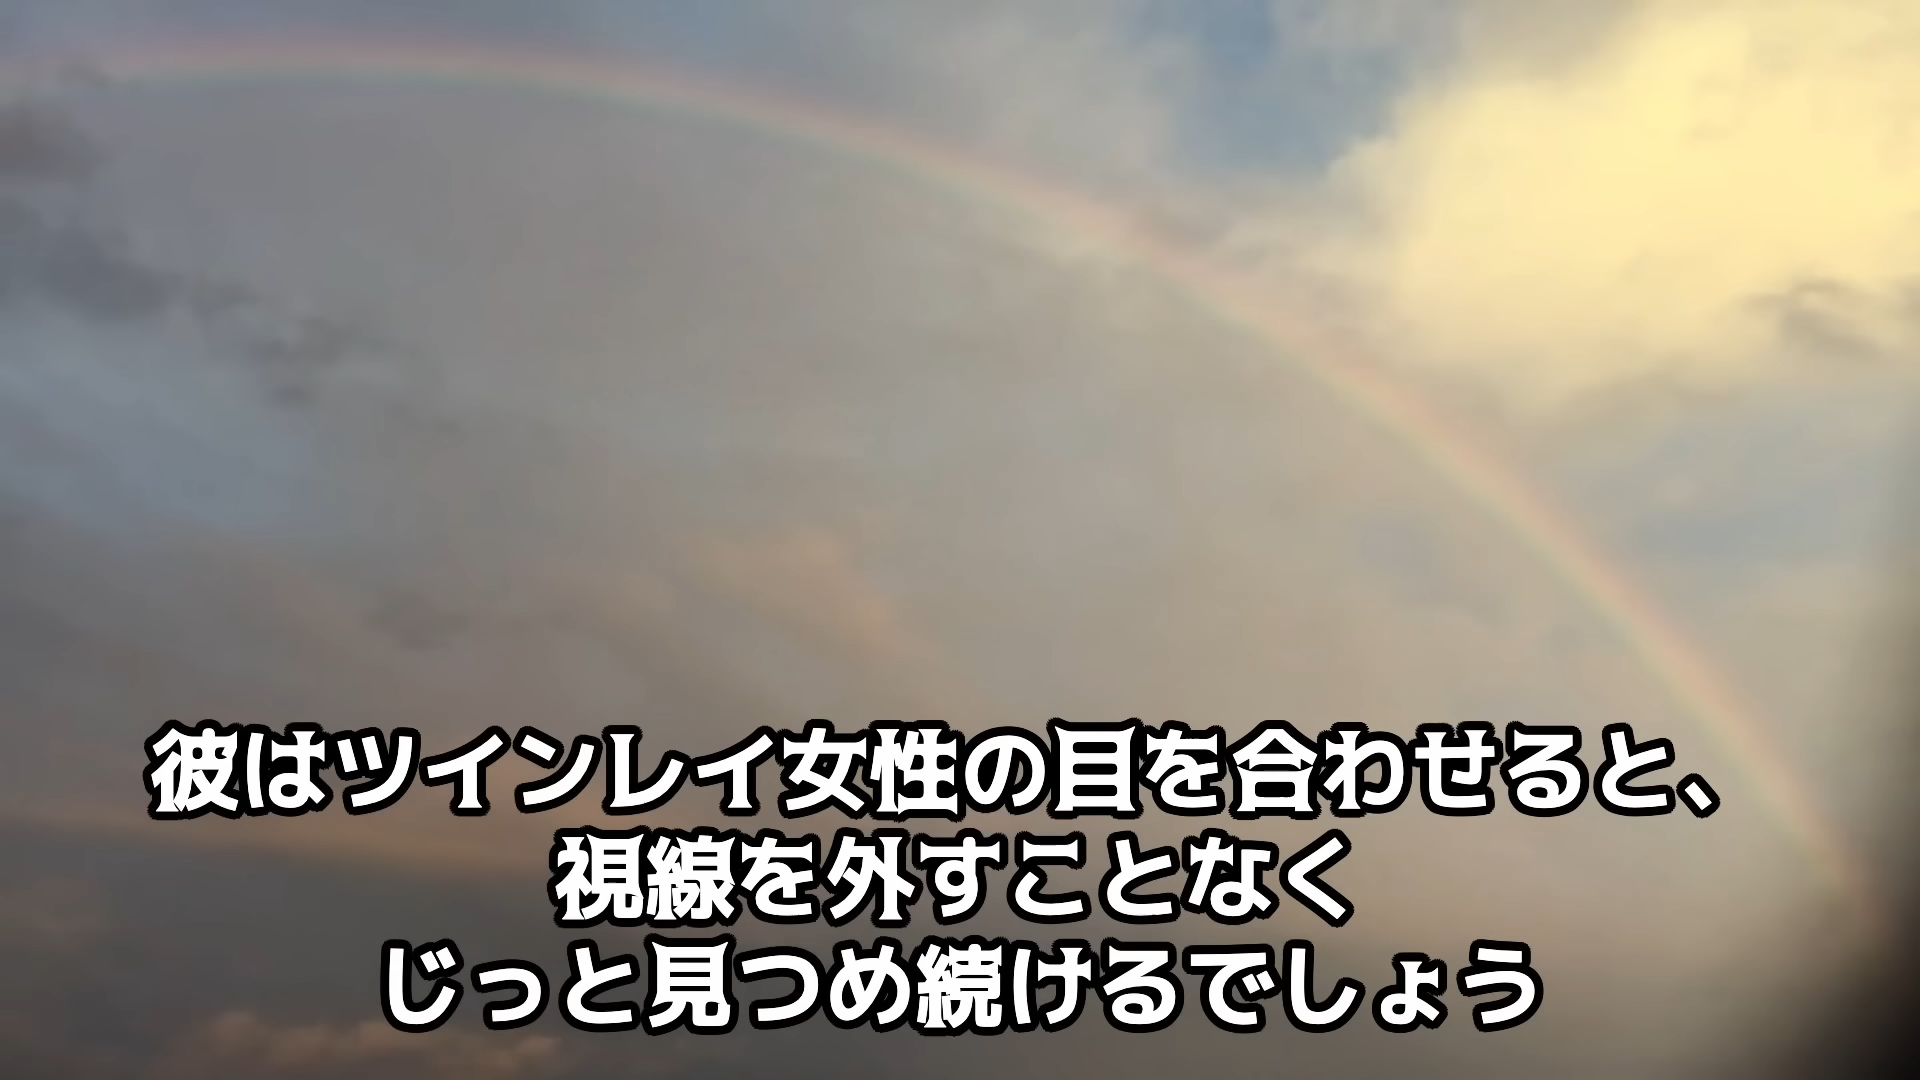 彼はツインレイ女性の目を合わせると、
視線を外すことなく
じっと見つめ続けるでしょう